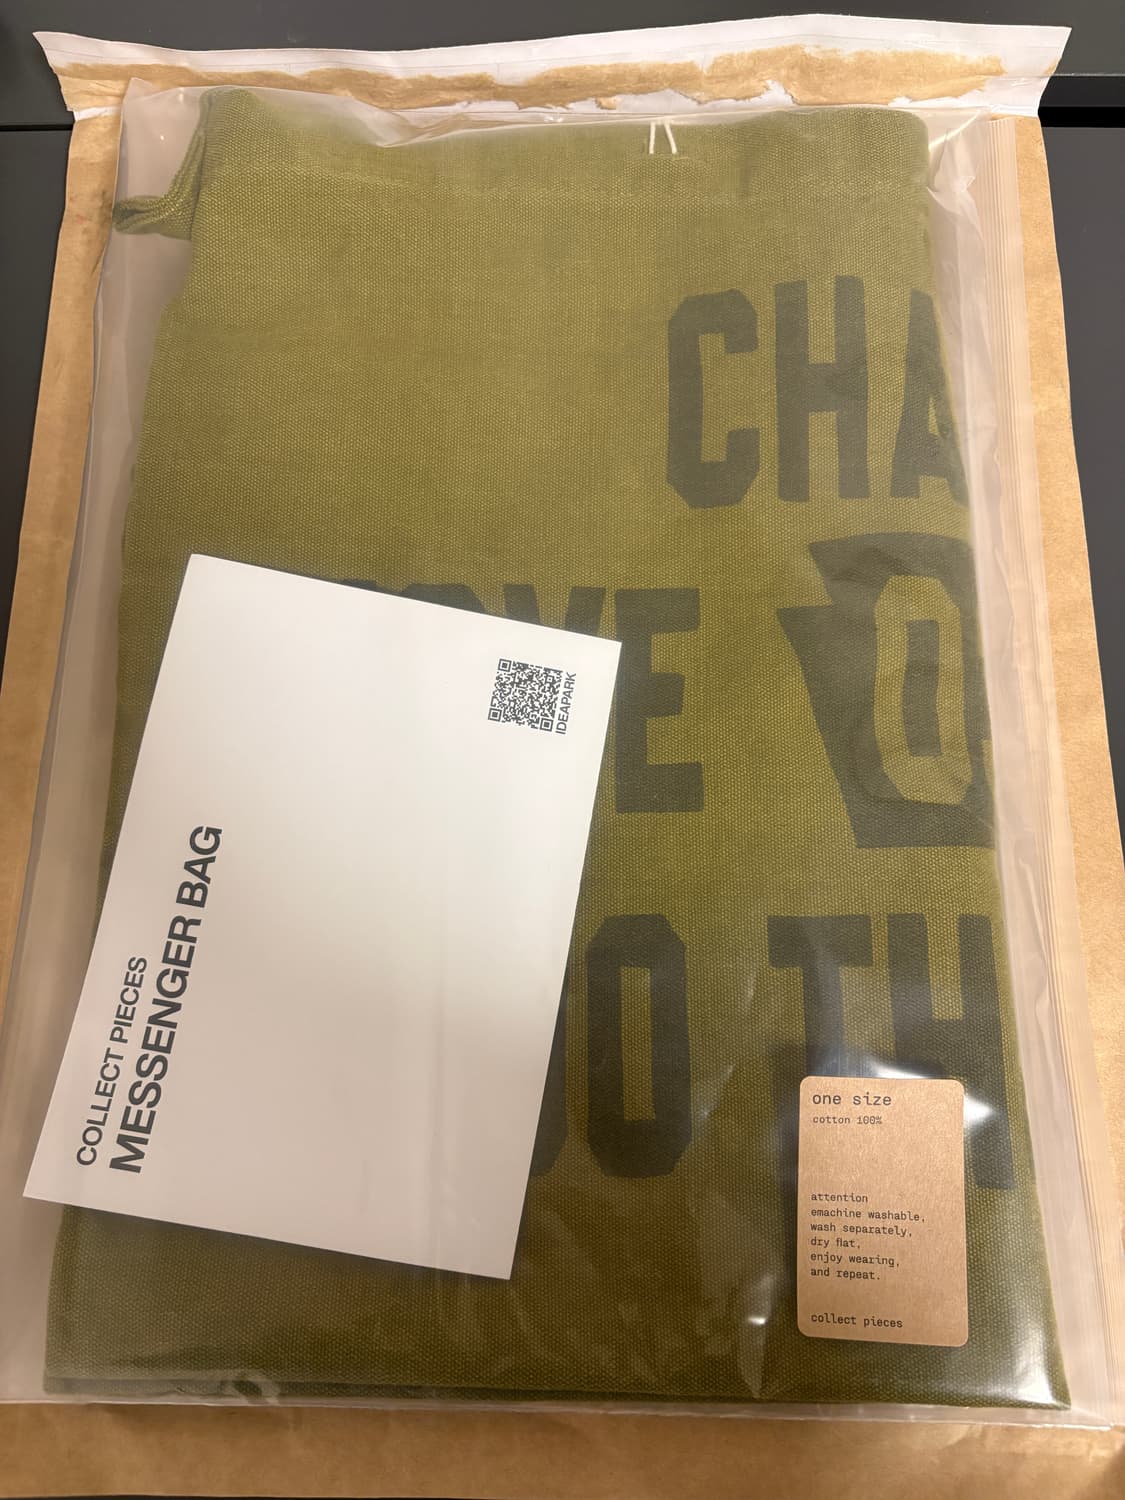 CHA
OVE
O
O TH
COLLECT PIECES
MESSENGER BAG
IDEAPARK
one size
cotton 100%
attention
emachine washable,
wash separately,
dry flat,
enjoy wearing,
and repeat.
collect pieces